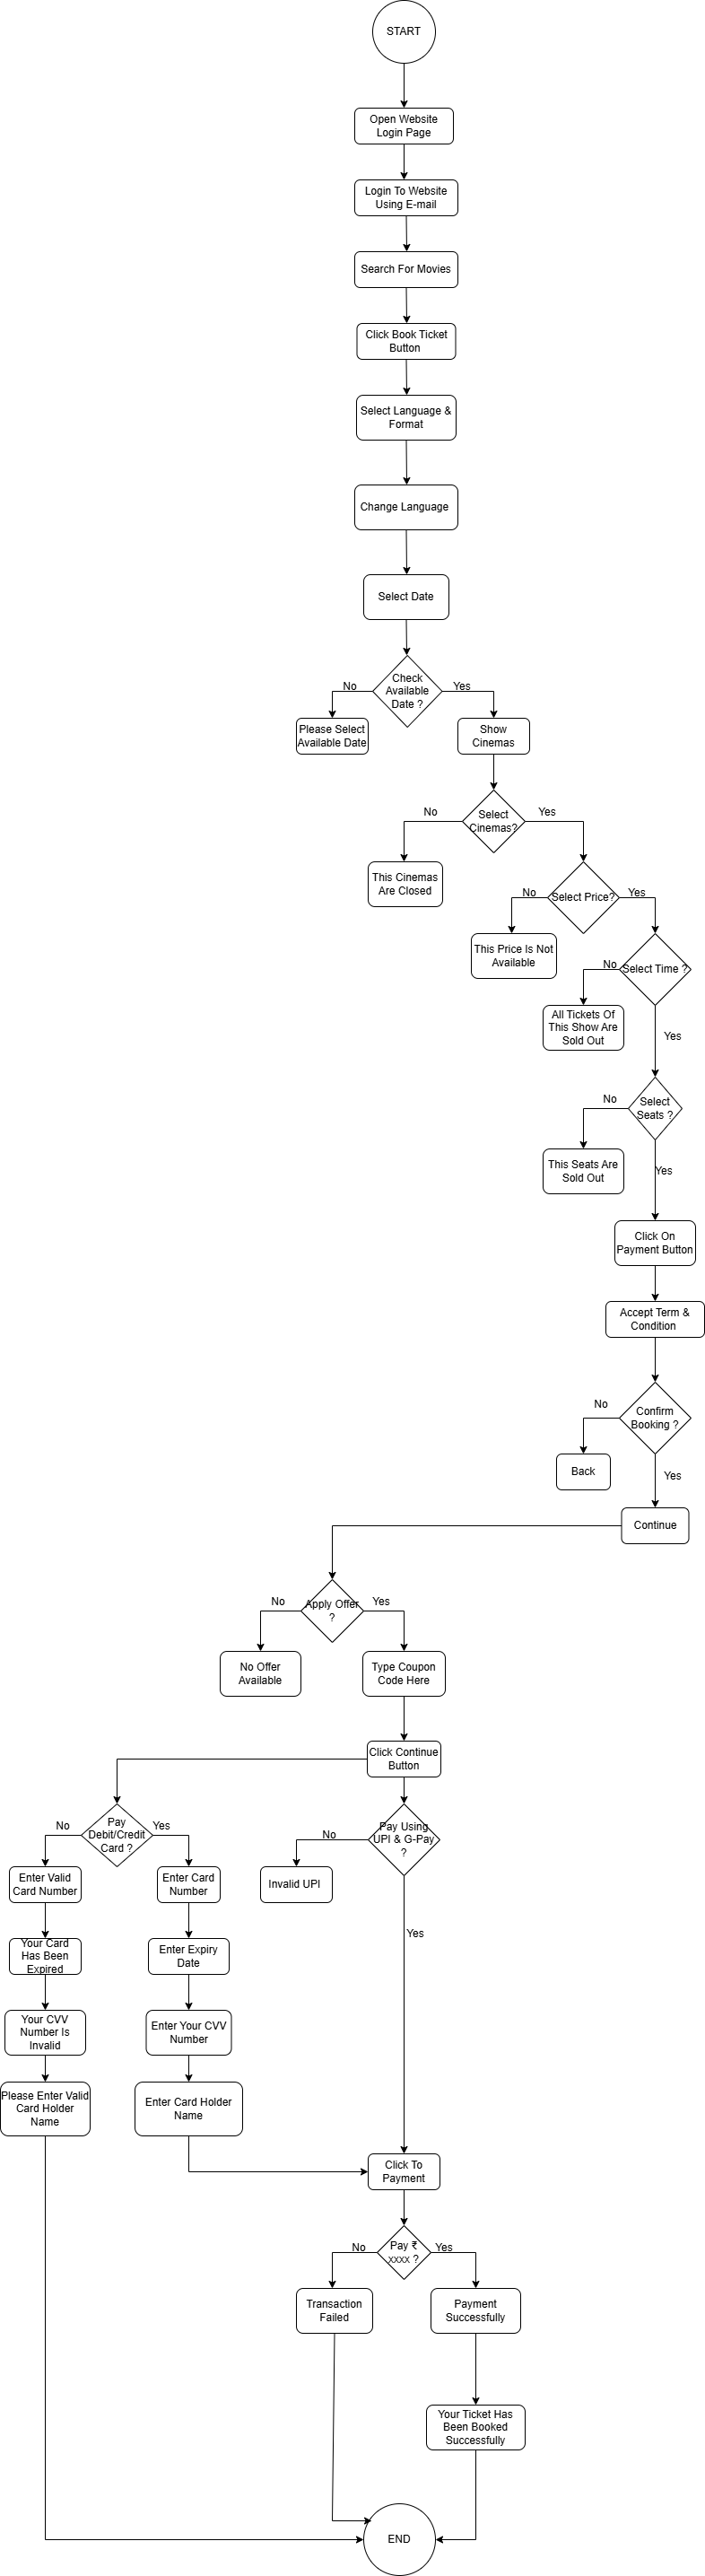 START
Open Website
Login Page
Login To Website
Using E-mail
Search For Movies
Click Book Ticket
Button
Select Language &
Format
Change Language
Select Date
Check
Available
Date ?
No
Yes
Please Select
Available Date
Show
Cinemas
Select
Cinemas?
No
Yes
This Cinemas
Are Closed
Select Price?
No
Yes
This Price Is Not
Available
Select Time ?
No
All Tickets Of
This Show Are
Sold Out
Yes
Select
Seats ?
No
This Seats Are
Sold Out
Yes
Click On
Payment Button
Accept Term &
Condition
Confirm
Booking ?
No
Back
Yes
Continue
Apply Offer
?
No
Yes
No Offer
Available
Type Coupon
Code Here
Click Continue
Button
Pay
Debit/Credit
Card ?
No
Yes
Pay Using
UPI & G-Pay
?
No
Enter Valid
Card Number
Enter Card
Number
Invalid UPI
Yes
Your Card
Has Been
Expired
Enter Expiry
Date
Your CVV
Number Is
Invalid
Enter Your CVV
Number
Please Enter Valid
Card Holder
Name
Enter Card Holder
Name
Click To
Payment
Pay ₹
xxxx ?
No
Yes
Transaction
Failed
Payment
Successfully
Your Ticket Has
Been Booked
Successfully
END